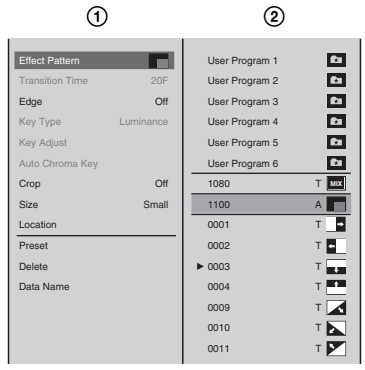 ① ②
Effect Pattern
Transition Time 20F
Edge Off
Key Type Luminance
Key Adjust
Auto Chroma Key
Crop Off
Size Small
Location
Preset
Delete
Data Name
User Program 1
User Program 2
User Program 3
User Program 4
User Program 5
User Program 6
1080 T MIX
1100 A
0001 T
0002 T
▶ 0003 T
0004 T
0009 T
0010 T
0011 T